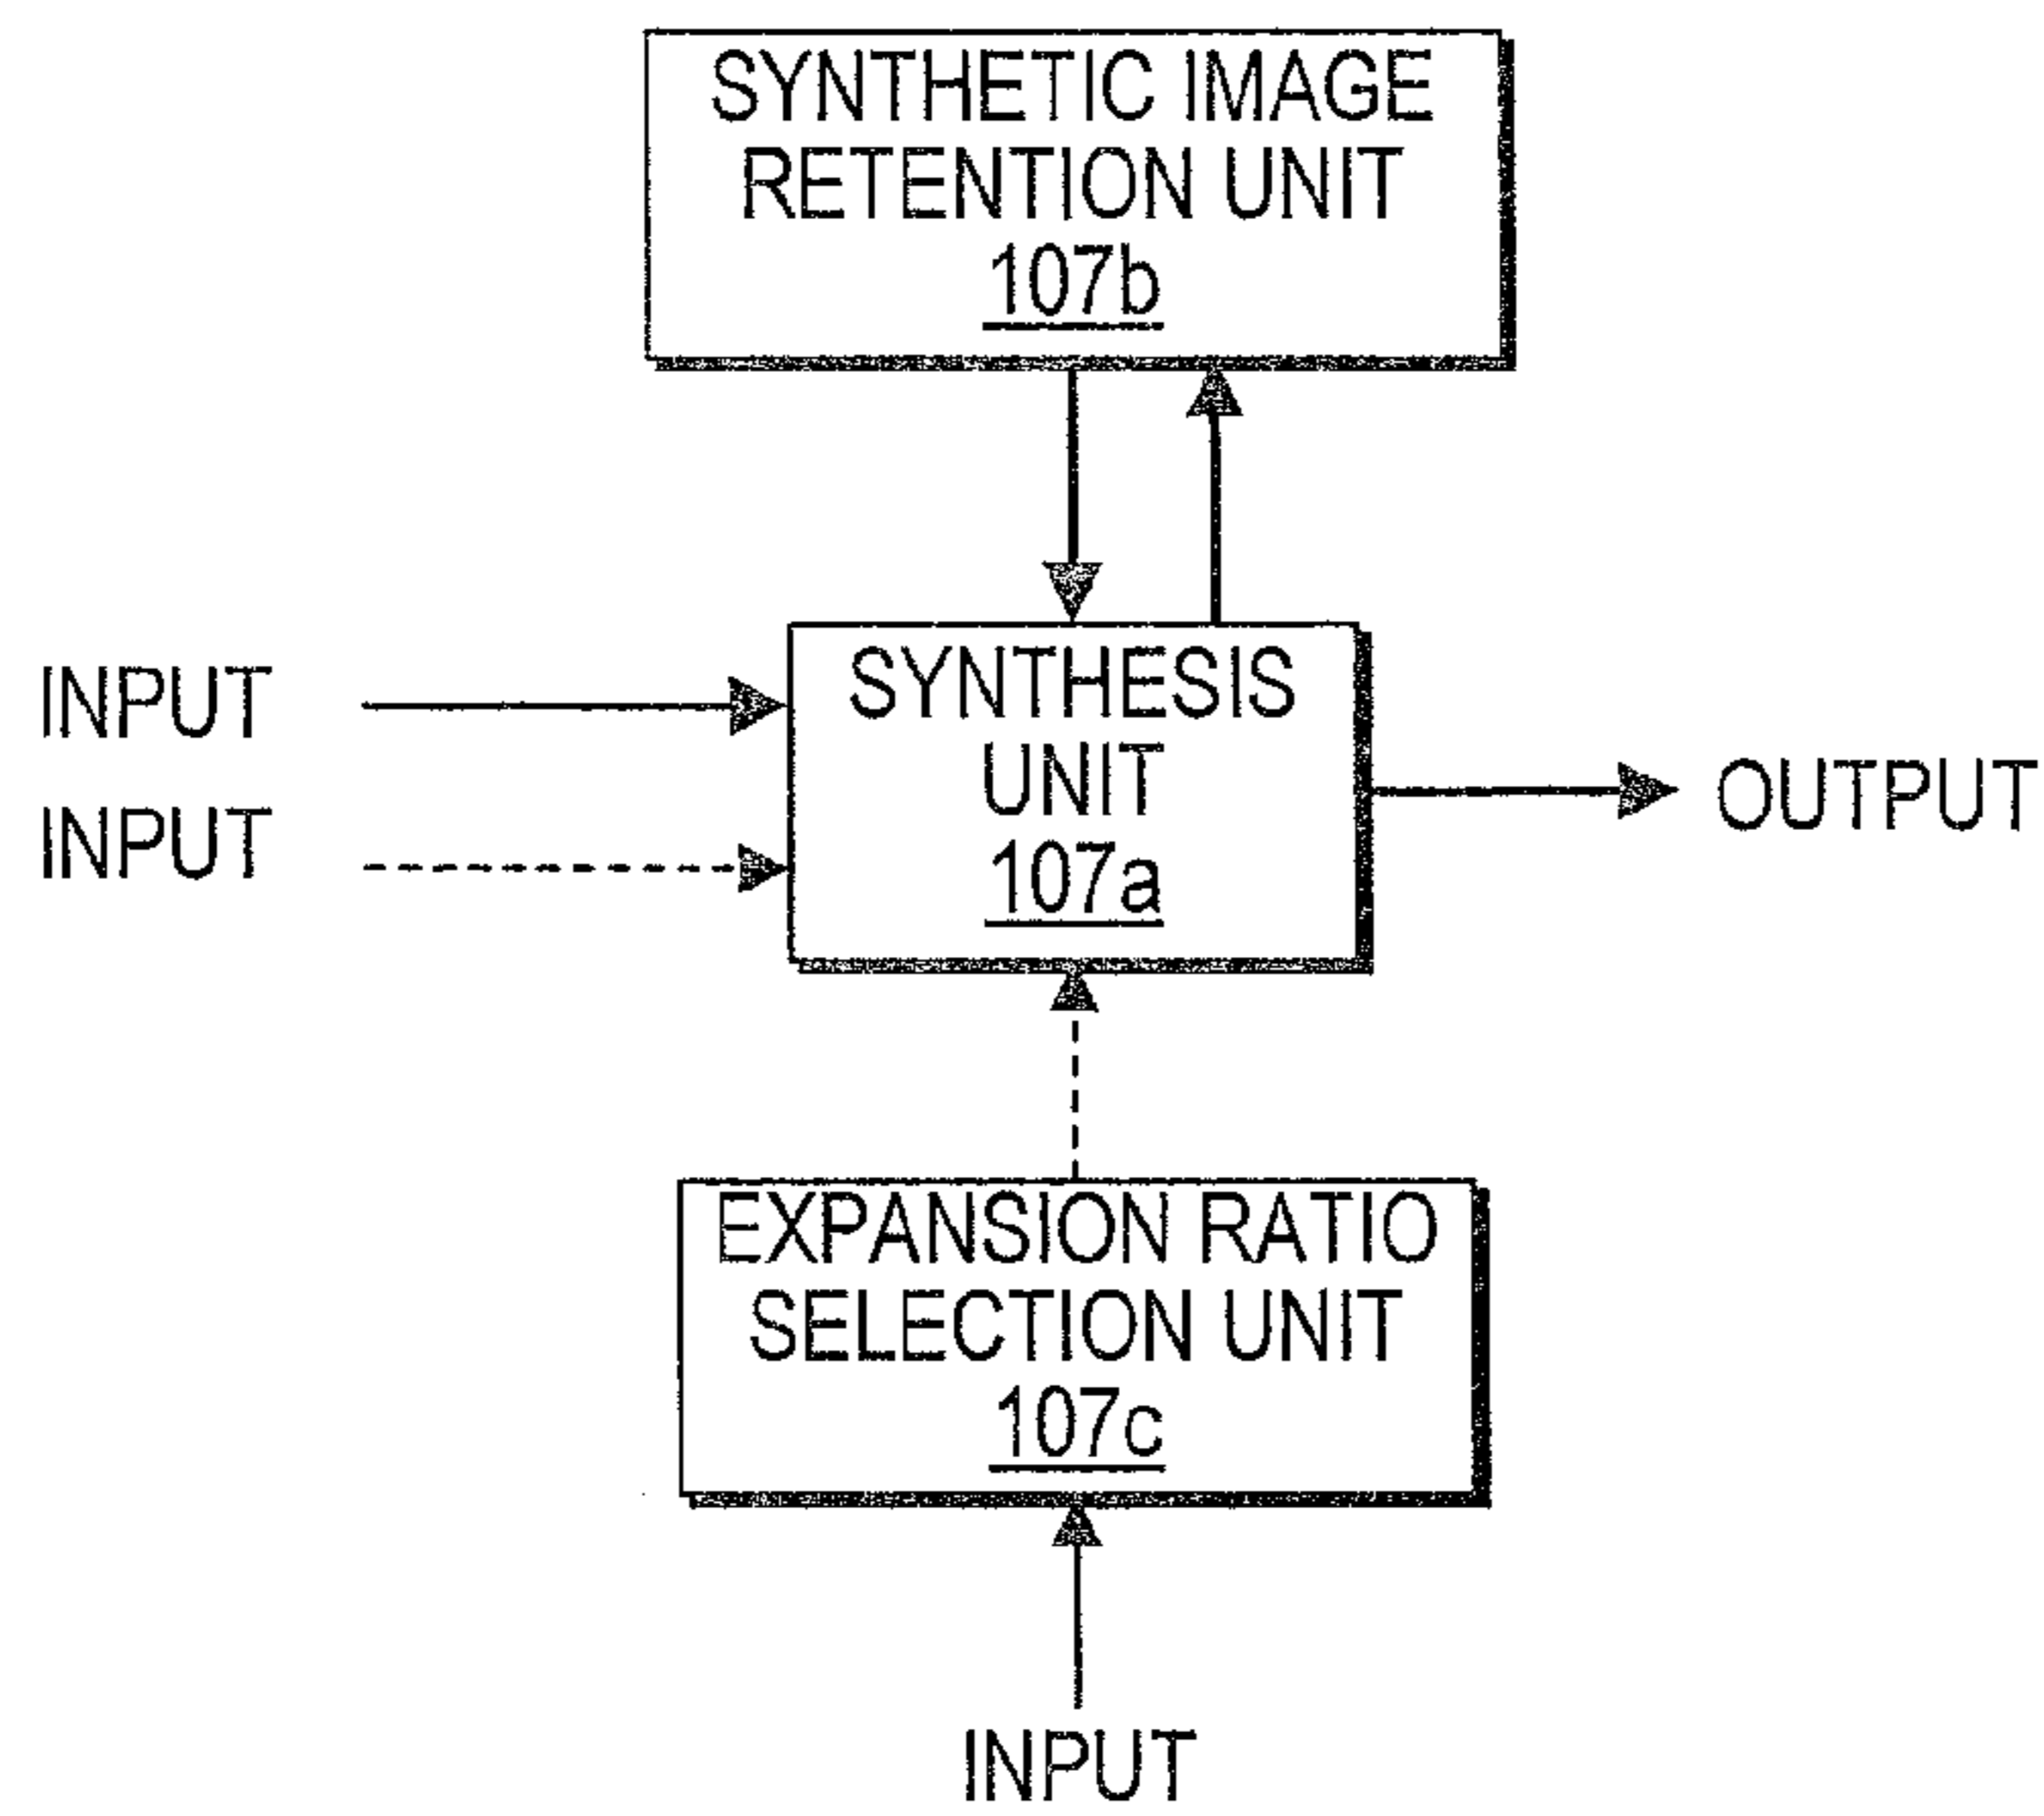 SYNTHETIC IMAGE
RETENTION UNIT
107b
INPUT
INPUT
SYNTHESIS
UNIT
107a
OUTPUT
EXPANSION RATIO
SELECTION UNIT
107c
INPUT